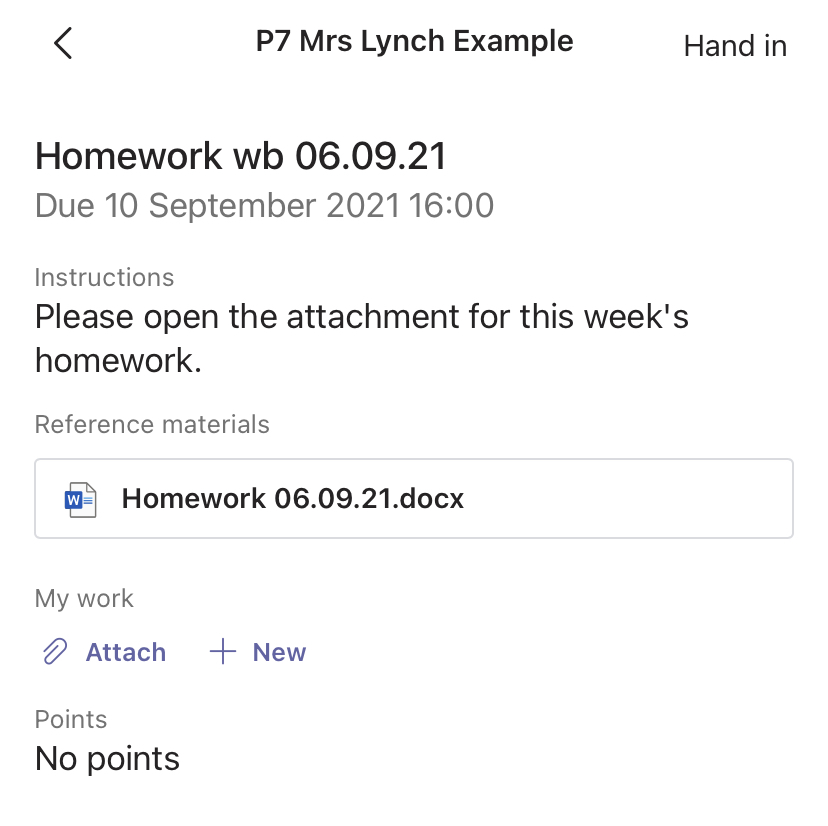 P7 Mrs Lynch Example
Hand in
Homework wb 06.09.21
Due 10 September 2021 16:00
Instructions
Please open the attachment for this week's
homework.
Reference materials
W
Homework 06.09.21.docx
My work
Attach
New
Points
No points